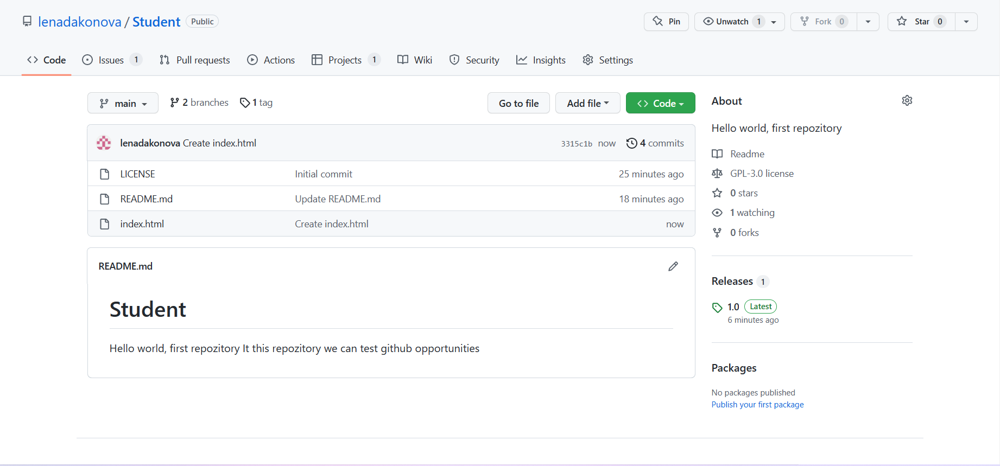 lenadakonova / Student Public Pin Unwatch 1 Fork 0 Star 0
Code Issues 1 Pull requests Actions Projects 1 Wiki Security Insights Settings
main 2 branches 1 tag Go to file Add file Code
lenadakonova Create index.html 3315c1b now 4 commits
LICENSE Initial commit 25 minutes ago
README.md Update README.md 18 minutes ago
index.html Create index.html now
README.md
Student
Hello world, first repozitory It this repozitory we can test github opportunities
About
Hello world, first repozitory
Readme
GPL-3.0 license
0 stars
1 watching
0 forks
Releases 1
1.0 Latest
6 minutes ago
Packages
No packages published
Publish your first package